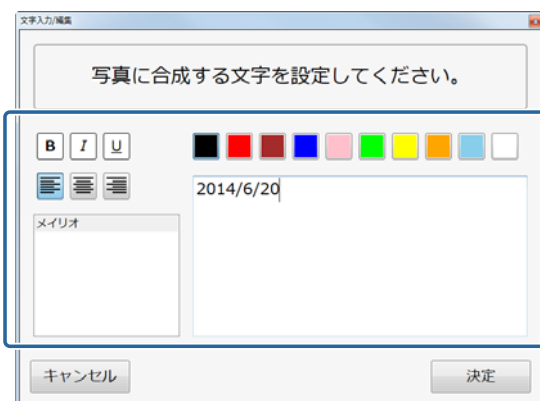 文字入力/編集
写真に合成する文字を設定してください。
B I U
メイリオ
2014/6/20
キャンセル 決定